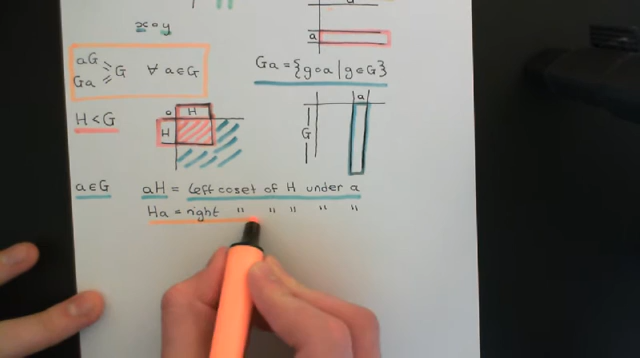 x∘y
a
aG = G
Ga = G ∀ a∈G
Ga = {g∘a | g∈G}
H < G
∘ H
H
a
G
a∈G aH = left coset of H under a
Ha = right " " " " "